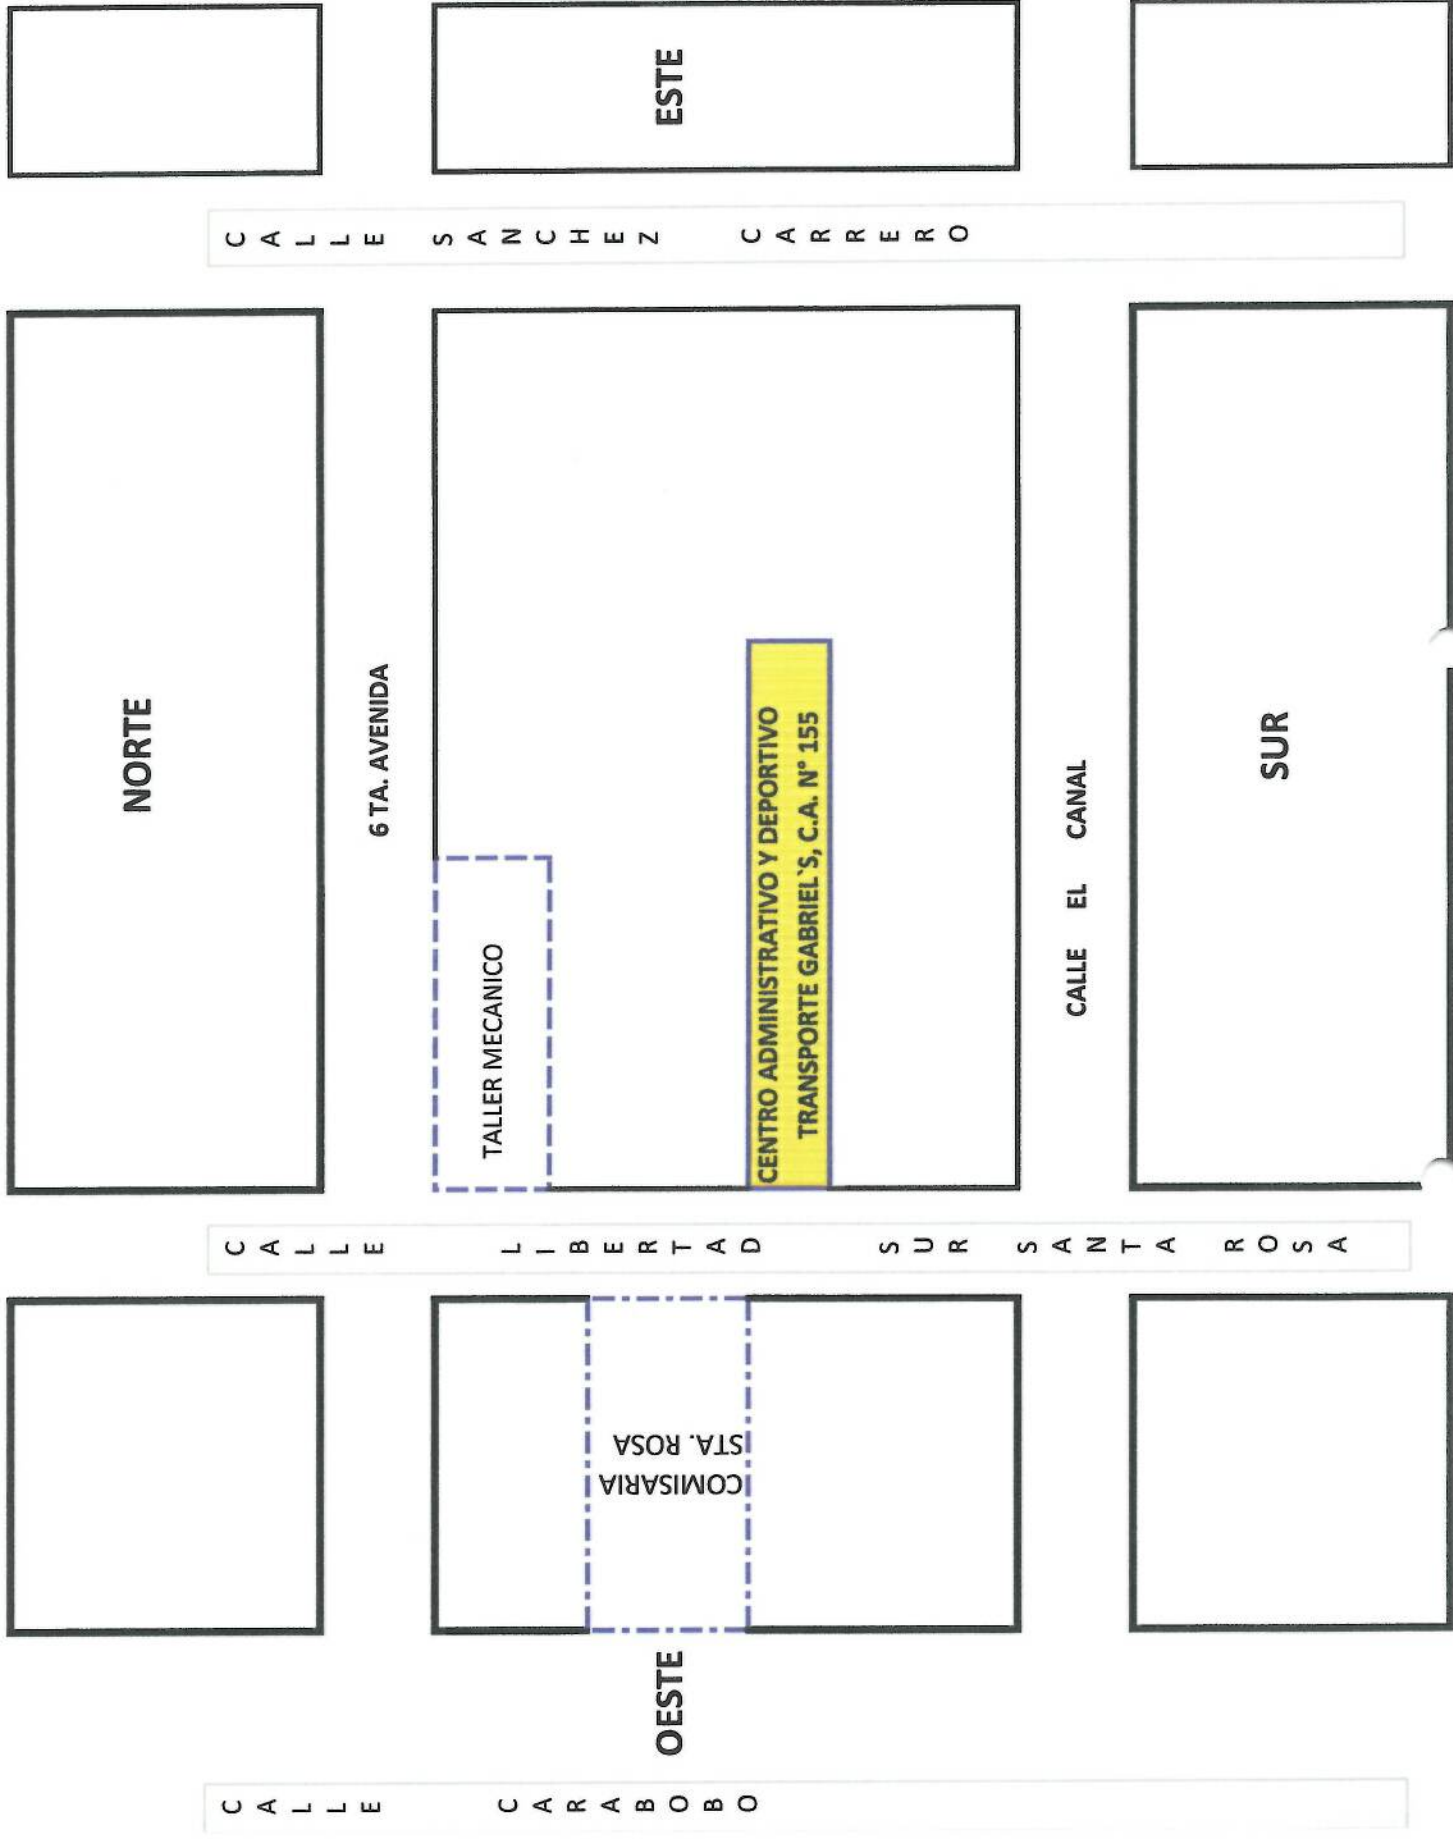 NORTE
6 TA. AVENIDA
CALLE CARABOBO
OESTE
COMISARIA
STA. ROSA
CALLE LIBERTAD SUR SANTA ROSA
TALLER MECANICO
CENTRO ADMINISTRATIVO Y DEPORTIVO
TRANSPORTE GABRIEL`S, C.A. N° 155
CALLE SANCHEZ CARRERO
ESTE
CALLE EL CANAL
SUR